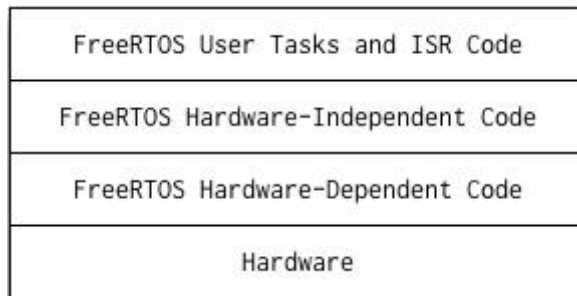 FreeRTOS User Tasks and ISR Code
FreeRTOS Hardware-Independent Code
FreeRTOS Hardware-Dependent Code
Hardware